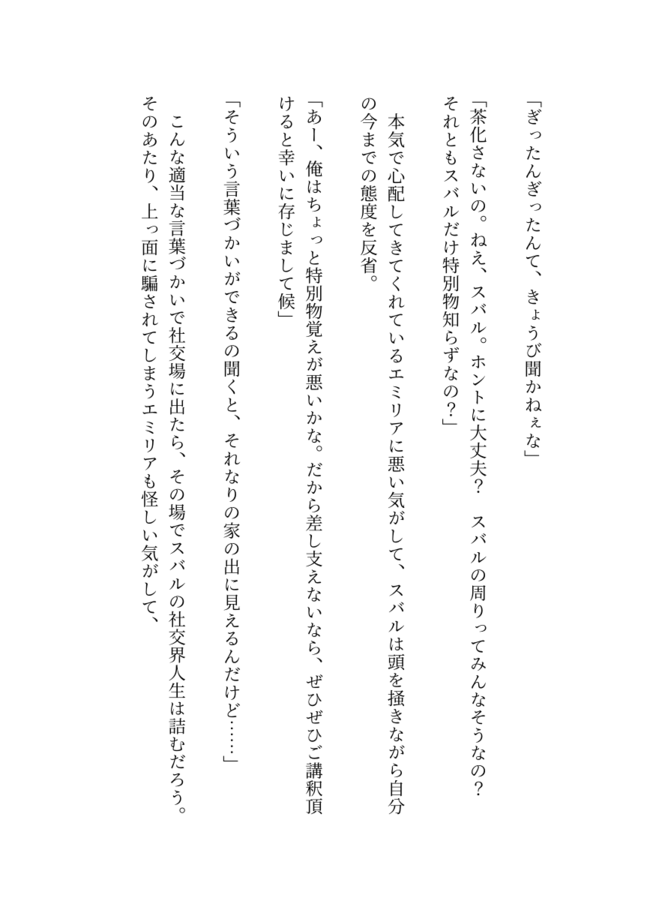 「ぎったんぎったんて、きょうび聞かねぇな」
「茶化さないの。ねえ、スバル。ホントに大丈夫？　スバルの周りってみんなそうなの？
それともスバルだけ特別物知らずなの？」
　本気で心配してきてくれているエミリアに悪い気がして、スバルは頭を掻きながら自分
の今までの態度を反省。
「あー、俺はちょっと特別物覚えが悪いかな。だから差し支えないなら、ぜひぜひご講釈頂
けると幸いに存じまして候」
「そういう言葉づかいができるの聞くと、それなりの家の出に見えるんだけど……」
　こんな適当な言葉づかいで社交場に出たら、その場でスバルの社交界人生は詰むだろう。
そのあたり、上っ面に騙されてしまうエミリアも怪しい気がして、